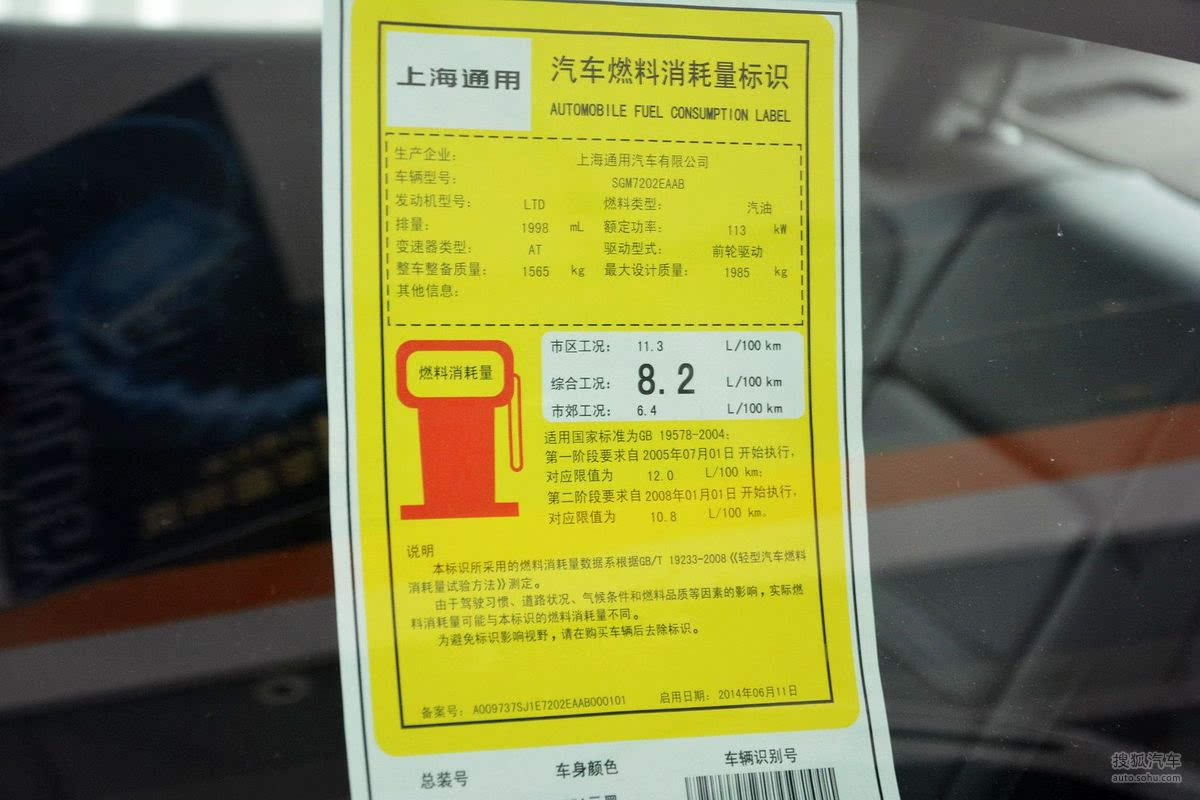 上海通用
汽车燃料消耗量标识
AUTOMOBILE FUEL CONSUMPTION LABEL
生产企业： 上海通用汽车有限公司
车辆型号： SGM7202EAAB
发动机型号： LTD 燃料类型： 汽油
排量： 1998 mL 额定功率： 113 kW
变速器类型： AT 驱动型式： 前轮驱动
整车整备质量： 1565 kg 最大设计质量： 1985 kg
其他信息：
燃料消耗量
市区工况： 11.3 L/100 km
综合工况： 8.2 L/100 km
市郊工况： 6.4 L/100 km
适用国家标准为GB 19578-2004；
第一阶段要求自2005年07月01日开始执行，
对应限值为 12.0 L/100 km；
第二阶段要求自2008年01月01日开始执行，
对应限值为 10.8 L/100 km。
说明
本标识所采用的燃料消耗量数据系根据GB/T 19233-2008《轻型汽车燃料
消耗量试验方法》测定。
由于驾驶习惯、道路状况、气候条件和燃料品质等因素的影响，实际燃
料消耗量可能与本标识的燃料消耗量不同。
为避免标识影响视野，请在购买车辆后去除标识。
备案号： A009737SJ1E7202EAAB000101 启用日期： 2014年06月11日
总装号 车身颜色 车辆识别号
搜狐汽车
auto.sohu.com